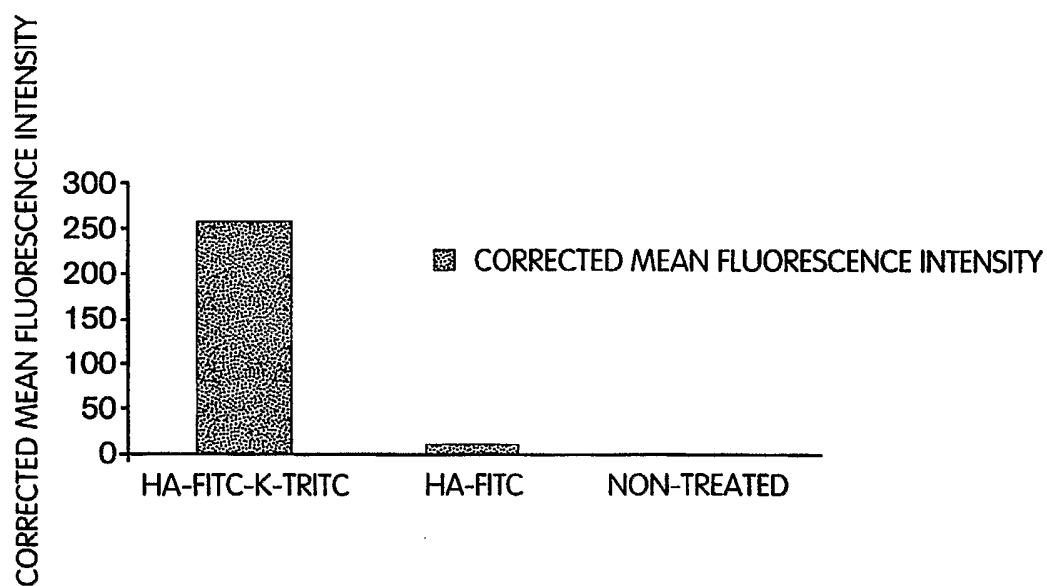 CORRECTED MEAN FLUORESCENCE INTENSITY
300
250
200
150
100
50
0
CORRECTED MEAN FLUORESCENCE INTENSITY
HA-FITC-K-TRITC
HA-FITC
NON-TREATED